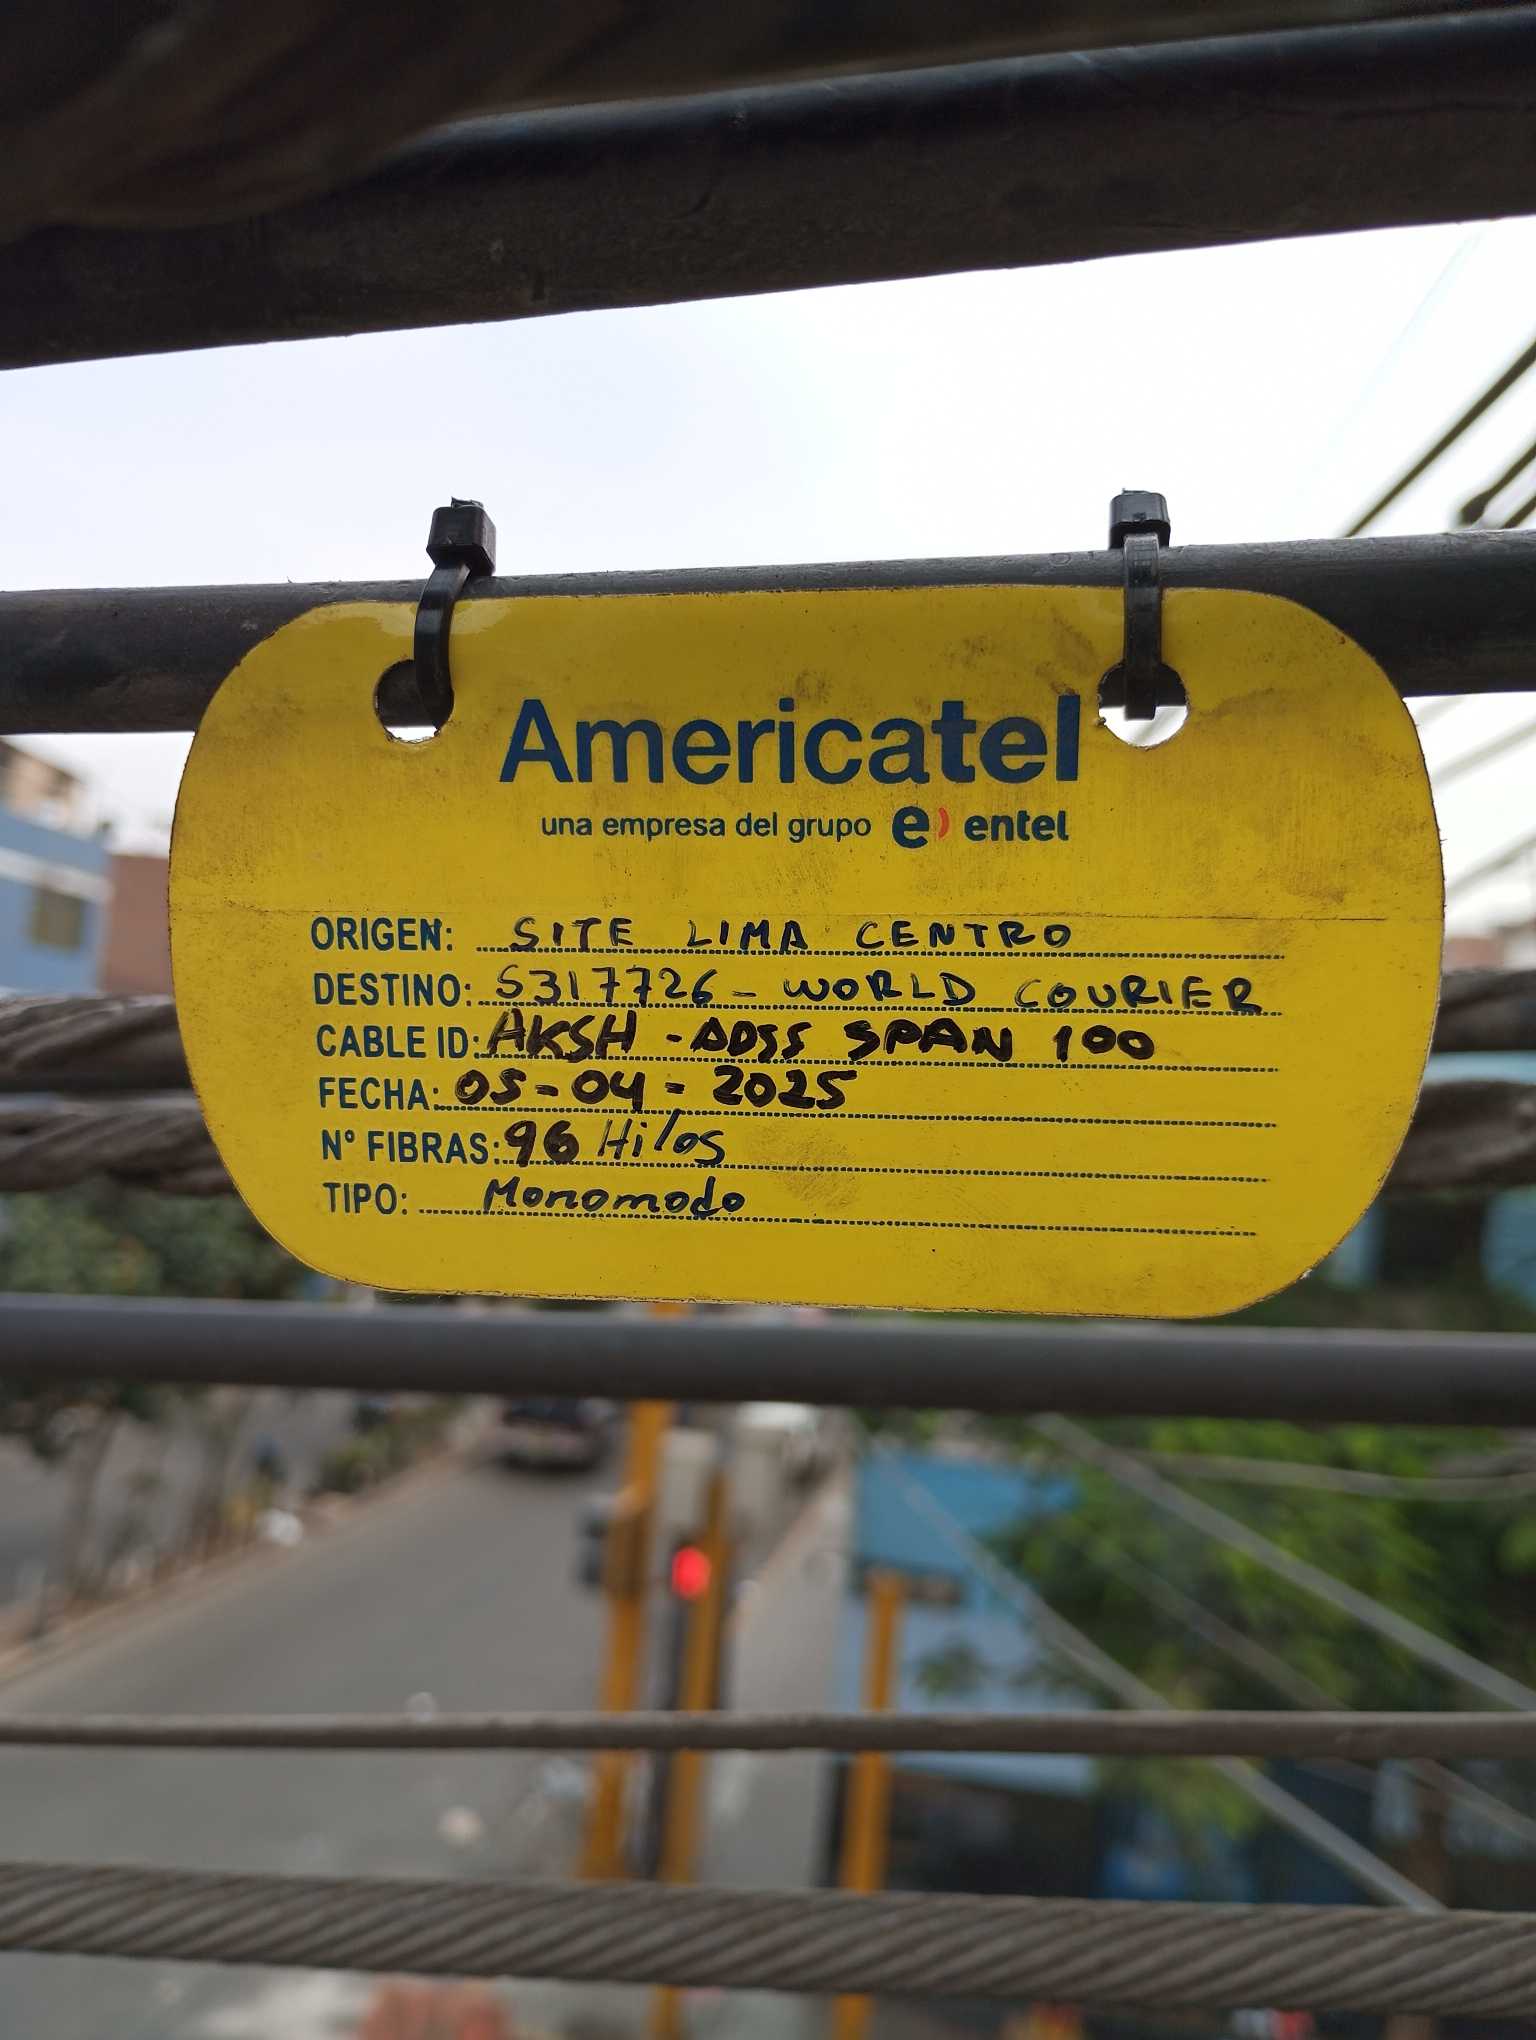 Americatel
una empresa del grupo e) entel
ORIGEN: SITE LIMA CENTRO
DESTINO: S317726 - WORLD COURIER
CABLE ID: AKSH - ADSS SPAN 100
FECHA: 05-04-2025
N° FIBRAS: 96 Hilos
TIPO: Monomodo